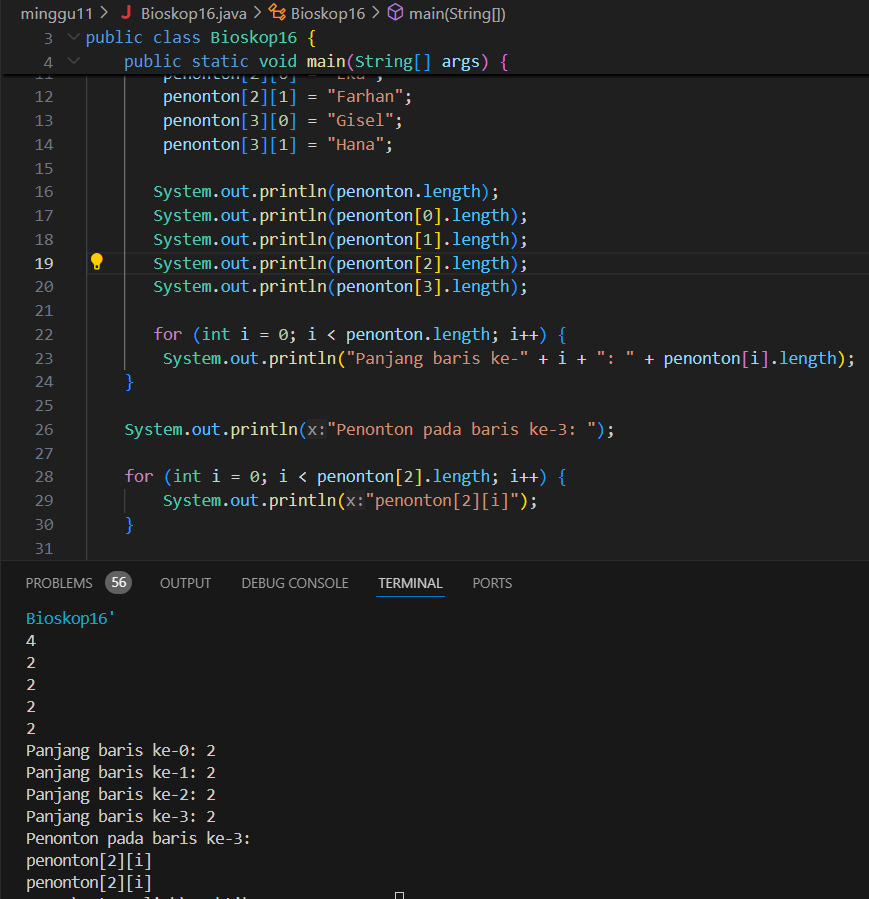 minggu11 > J Bioskop16.java > Bioskop16 > main(String[])
3 public class Bioskop16 {
4 public static void main(String[] args) {
12 penonton[2][1] = "Farhan";
13 penonton[3][0] = "Gisel";
14 penonton[3][1] = "Hana";
15
16 System.out.println(penonton.length);
17 System.out.println(penonton[0].length);
18 System.out.println(penonton[1].length);
19 System.out.println(penonton[2].length);
20 System.out.println(penonton[3].length);
21
22 for (int i = 0; i < penonton.length; i++) {
23 System.out.println("Panjang baris ke-" + i + ": " + penonton[i].length);
24 }
25
26 System.out.println(x:"Penonton pada baris ke-3: ");
27
28 for (int i = 0; i < penonton[2].length; i++) {
29 System.out.println(x:"penonton[2][i]");
30 }
31
PROBLEMS 56 OUTPUT DEBUG CONSOLE TERMINAL PORTS
Bioskop16'
4
2
2
2
2
Panjang baris ke-0: 2
Panjang baris ke-1: 2
Panjang baris ke-2: 2
Panjang baris ke-3: 2
Penonton pada baris ke-3:
penonton[2][i]
penonton[2][i]